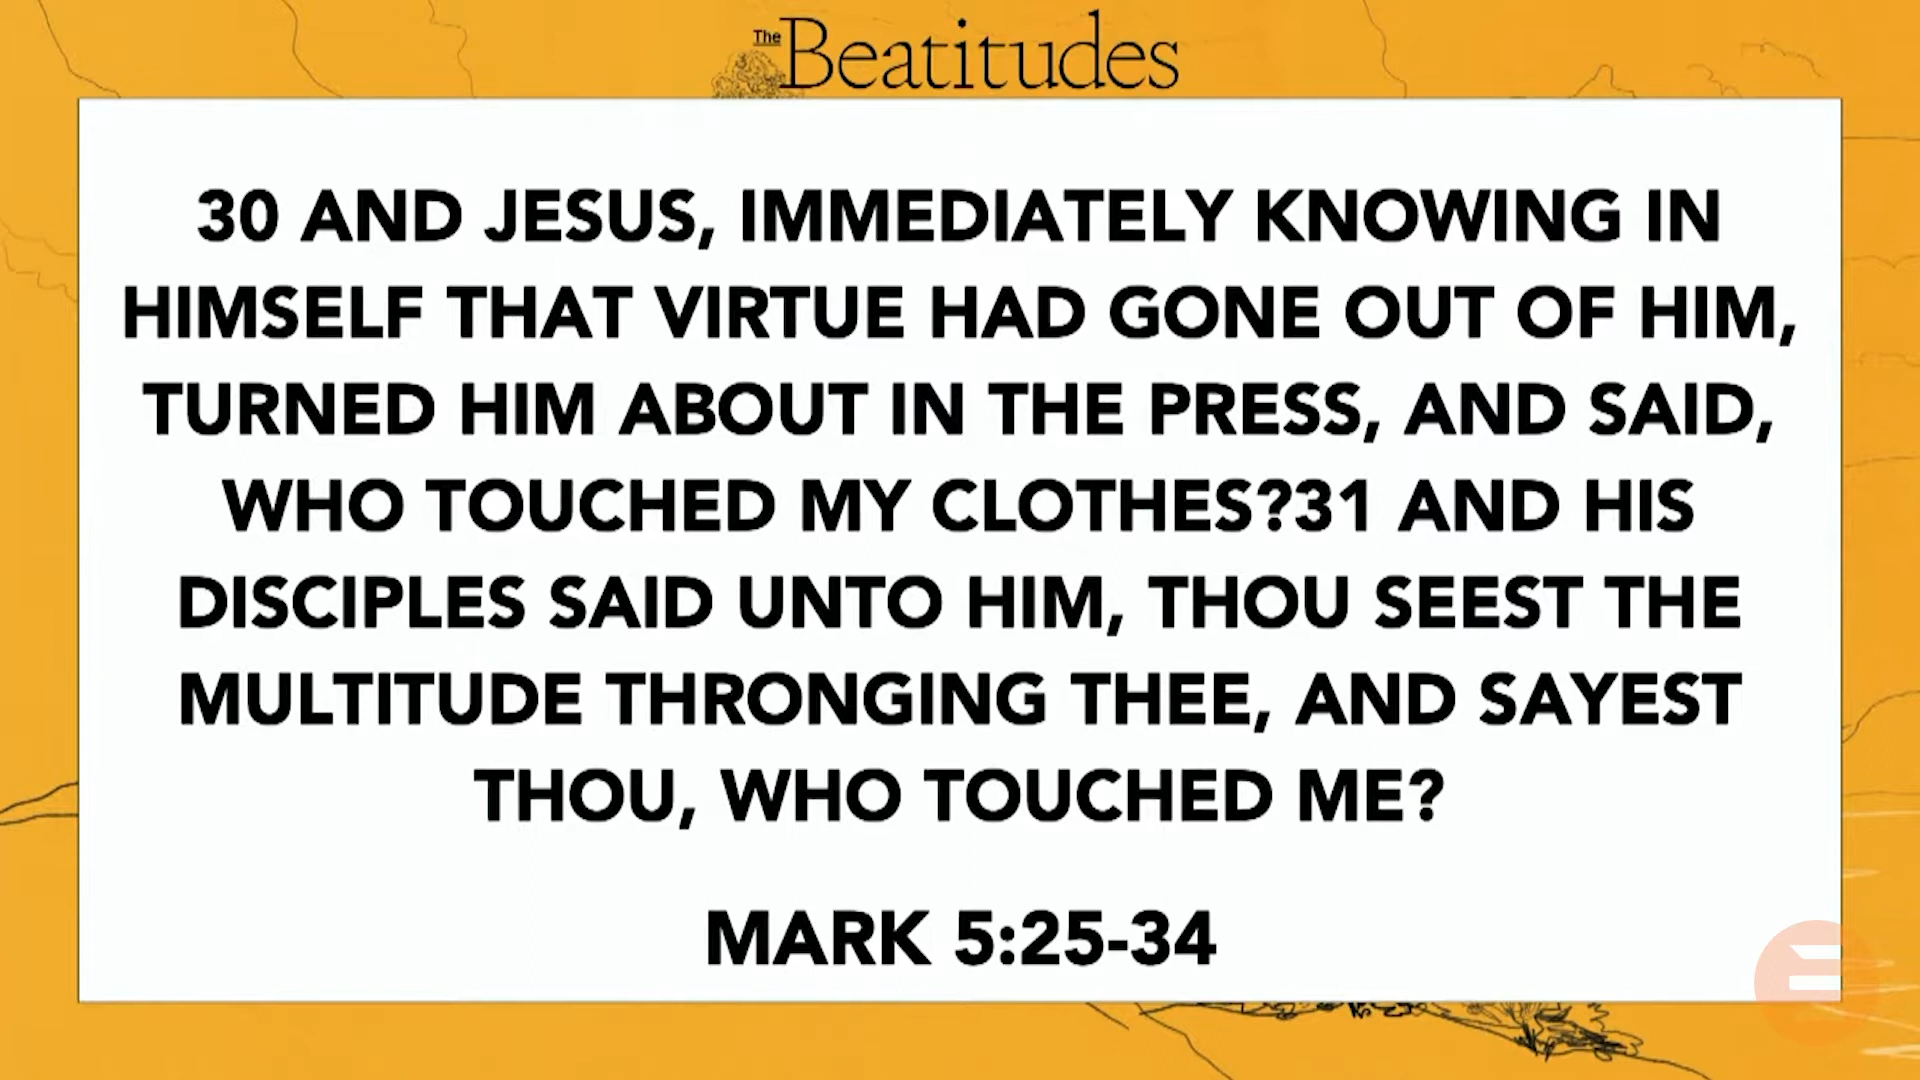 The Beatitudes
30 AND JESUS, IMMEDIATELY KNOWING IN
HIMSELF THAT VIRTUE HAD GONE OUT OF HIM,
TURNED HIM ABOUT IN THE PRESS, AND SAID,
WHO TOUCHED MY CLOTHES?31 AND HIS
DISCIPLES SAID UNTO HIM, THOU SEEST THE
MULTITUDE THRONGING THEE, AND SAYEST
THOU, WHO TOUCHED ME?
MARK 5:25-34